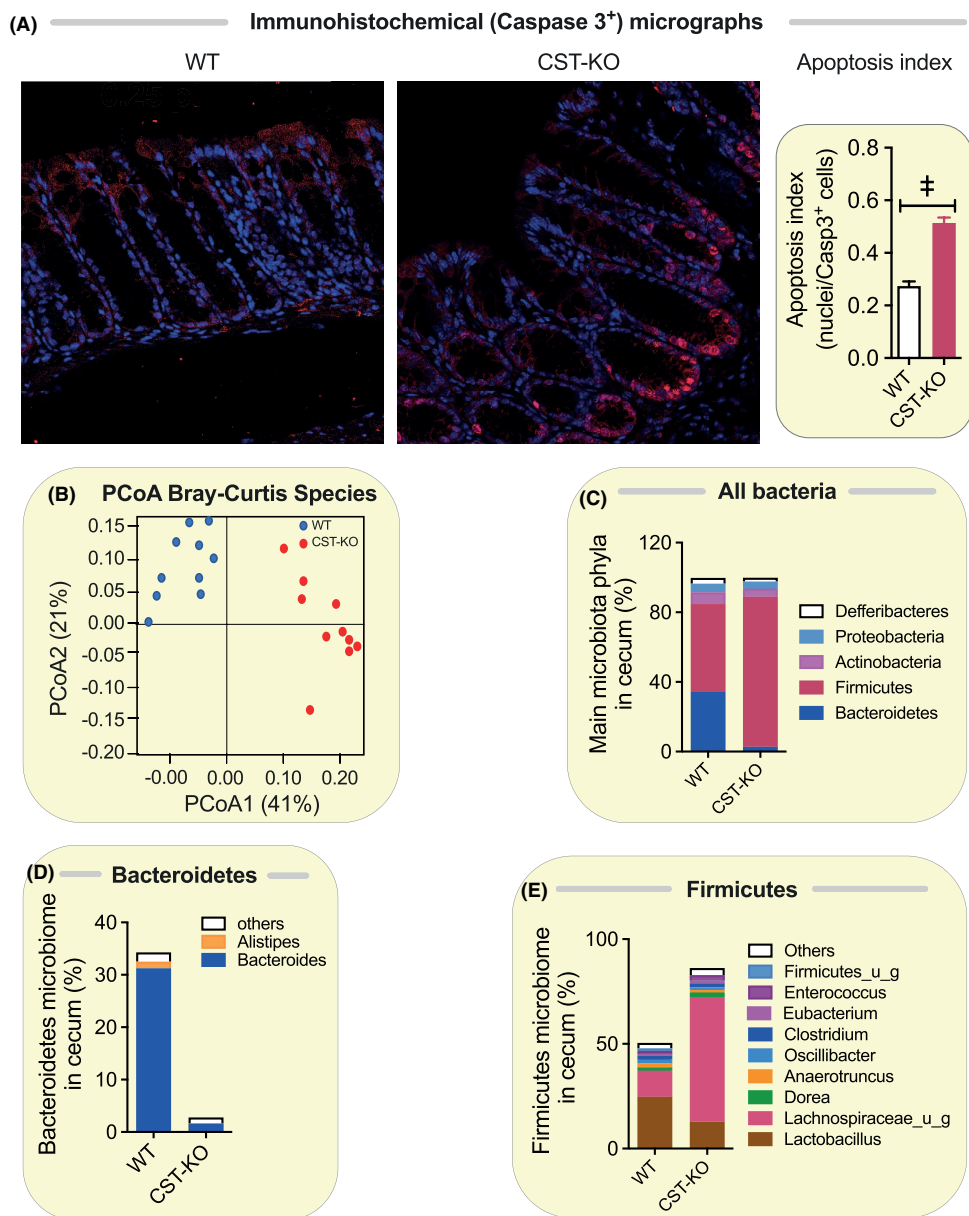 (A)
Immunohistochemical (Caspase 3+) micrographs
WT
CST-KO
Apoptosis index
Apoptosis index
(nuclei/Casp3+ cells)
0.8
0.6
0.4
0.2
0.0
‡
WT
CST-KO
(B)
PCoA Bray-Curtis Species
WT
CST-KO
PCoA2 (21%)
0.15
0.10
0.05
0.00
-0.05
-0.10
-0.15
-0.20
-0.00
0.00
0.10
0.20
PCoA1 (41%)
(C)
All bacteria
Main microbiota phyla
in cecum (%)
120
80
40
0
WT
CST-KO
Defferibacteres
Proteobacteria
Actinobacteria
Firmicutes
Bacteroidetes
(D)
Bacteroidetes
Bacteroidetes microbiome
in cecum (%)
40
30
20
10
0
WT
CST-KO
others
Alistipes
Bacteroides
(E)
Firmicutes
Firmicutes microbiome
in cecum (%)
100
50
0
WT
CST-KO
Others
Firmicutes_u_g
Enterococcus
Eubacterium
Clostridium
Oscillibacter
Anaerotruncus
Dorea
Lachnospiraceae_u_g
Lactobacillus